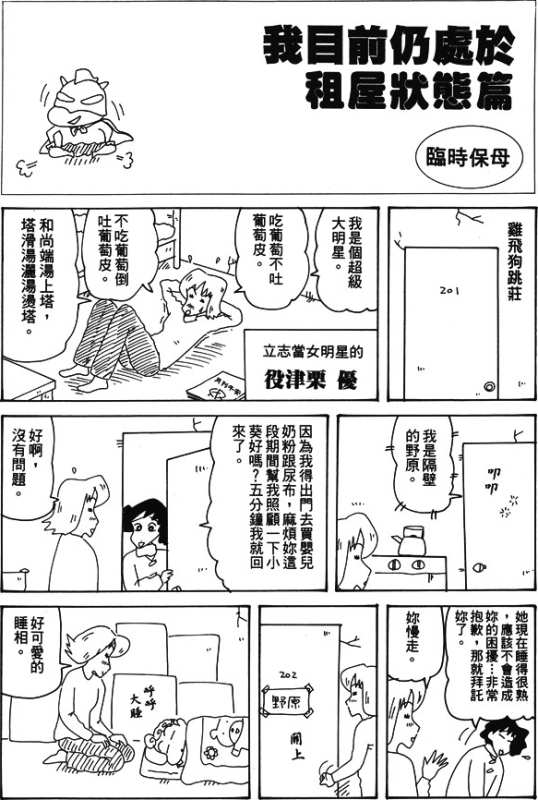 我目前仍處於
租屋狀態篇
臨時保母
雞飛狗跳莊
201
我是個超級
大明星。
吃葡萄不吐
葡萄皮。
不吃葡萄倒
吐葡萄皮。
和尚端湯上塔，
塔滑湯灑湯燙塔。
立志當女明星的
役津栗 優
叩
叩
我是隔壁
的野原。
因為我得出門去買嬰兒
奶粉跟尿布，麻煩妳這
段期間幫我照顧一下小
葵好嗎？五分鐘我就回
來了。
好啊，
沒有問題。
她現在睡得很熟
，應該不會造成
妳的困擾…非常
抱歉，那就拜託
妳了。
妳慢走。
202
野原
關上
呼呼
大睡
好可愛的
睡相。